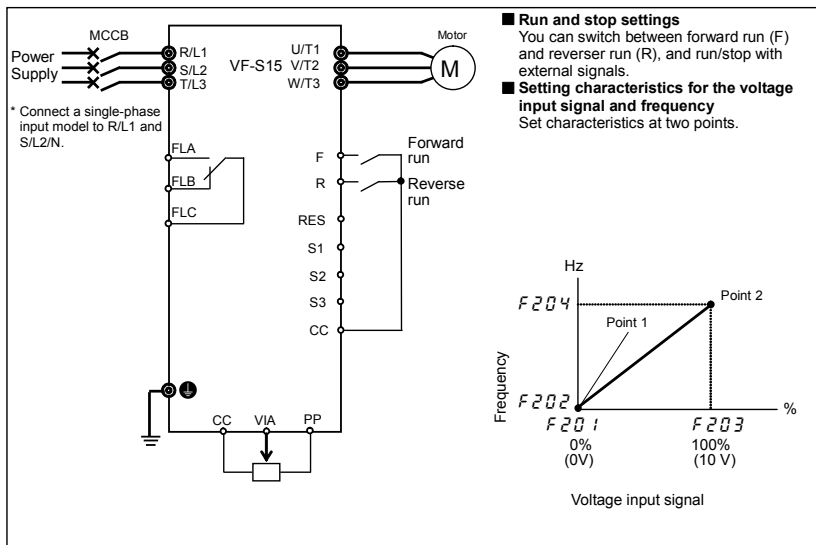 MCCB
Power
Supply
R/L1
S/L2
T/L3
VF-S15
U/T1
V/T2
W/T3
Motor
M
* Connect a single-phase
input model to R/L1 and
S/L2/N.
FLA
FLB
FLC
F
R
RES
S1
S2
S3
CC
Forward
run
Reverse
run
CC
VIA
PP
■ Run and stop settings
You can switch between forward run (F)
and reverser run (R), and run/stop with
external signals.
■ Setting characteristics for the voltage
input signal and frequency
Set characteristics at two points.
Hz
F204
Point 2
Point 1
Frequency
F202
%
F201
F203
0%
(0V)
100%
(10 V)
Voltage input signal